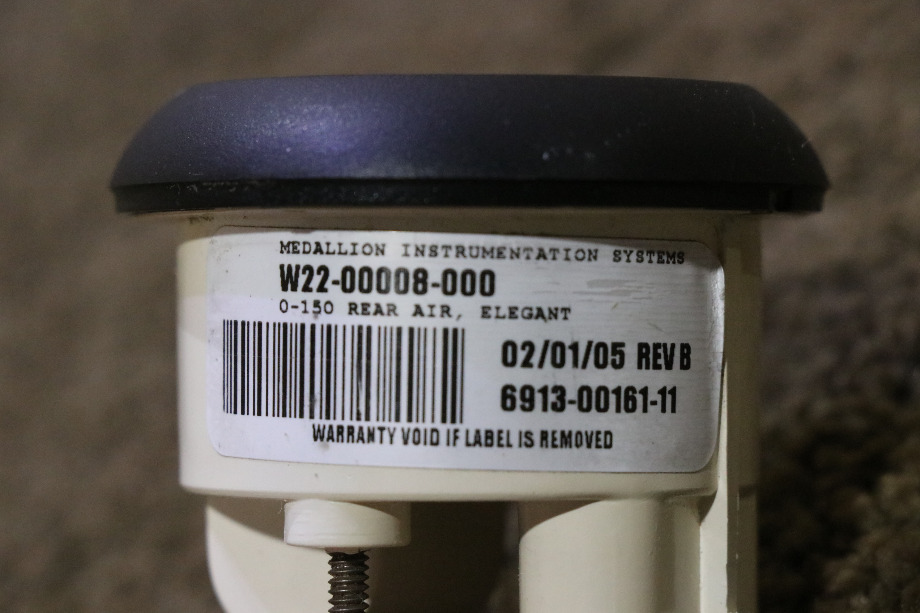 MEDALLION INSTRUMENTATION SYSTEMS
W22-00008-000
0-150 REAR AIR, ELEGANT
02/01/05 REV B
6913-00161-11
WARRANTY VOID IF LABEL IS REMOVED